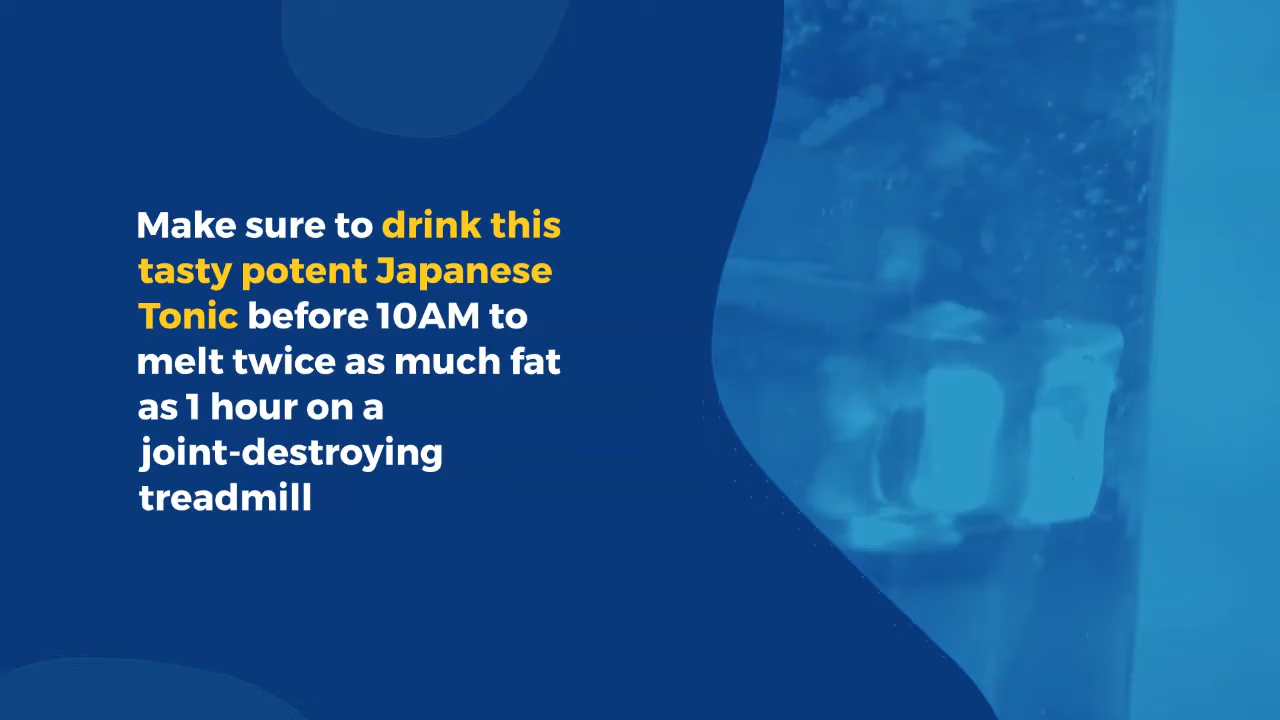 Make sure to drink this
tasty potent Japanese
Tonic before 10AM to
melt twice as much fat
as 1 hour on a
joint-destroying
treadmill